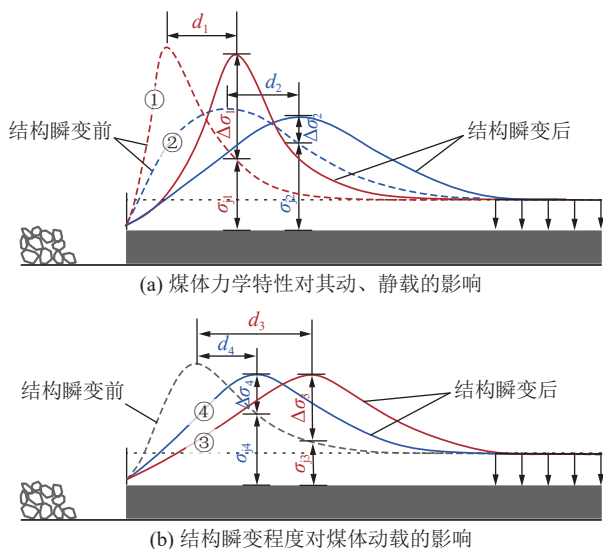 d₁
d₂
①
②
结构瞬变前
结构瞬变后
Δσ₁
Δσ₂
σj1
σj2
(a) 煤体力学特性对其动、静载的影响
d₃
d₄
结构瞬变前
结构瞬变后
④
③
Δσ₄
Δσ₃
σj4
σj3
(b) 结构瞬变程度对煤体动载的影响